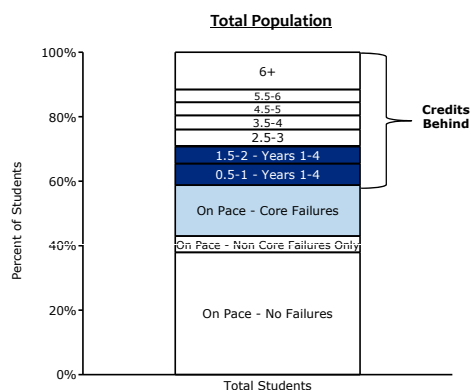 Total Population
100%
80%
60%
40%
20%
0%
Percent of Students
6+
5.5-6
4.5-5
3.5-4
2.5-3
1.5-2 - Years 1-4
0.5-1 - Years 1-4
On Pace - Core Failures
On Pace - Non Core Failures Only
On Pace - No Failures
Credits
Behind
Total Students